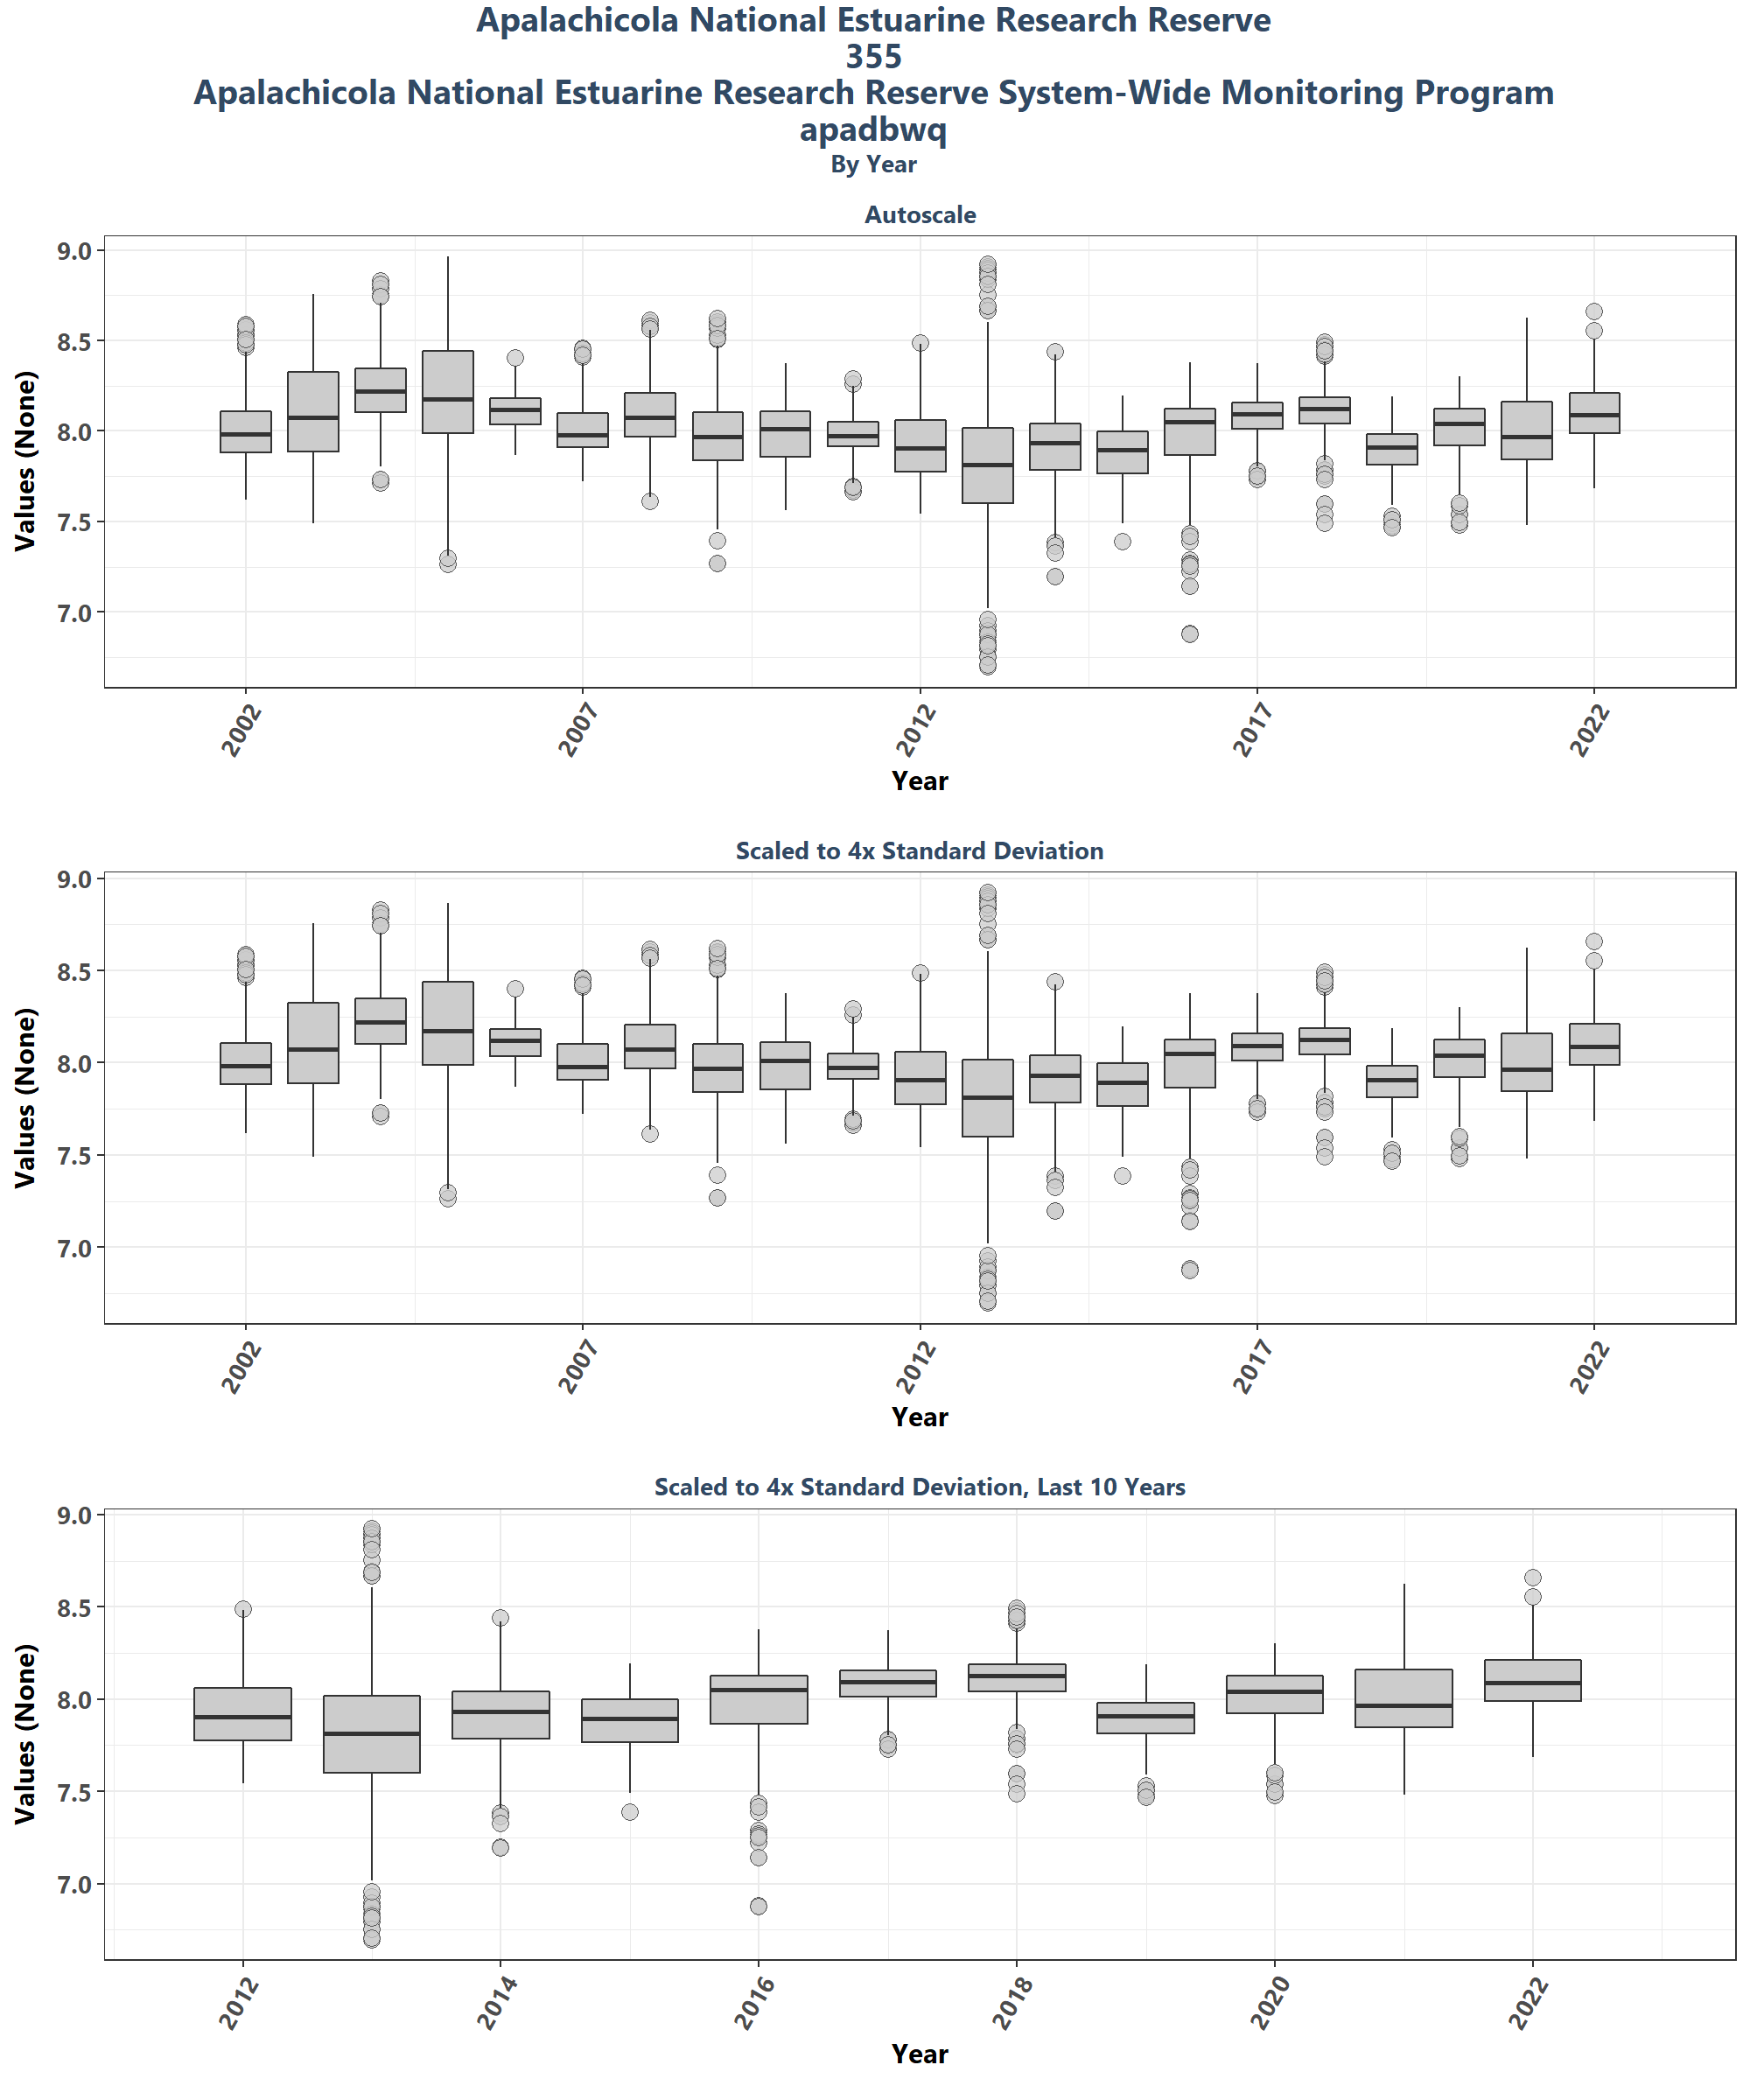 Apalachicola National Estuarine Research Reserve
355
Apalachicola National Estuarine Research Reserve System-Wide Monitoring Program
apadbwq
By Year
Autoscale
Values (None)
9.0
8.5
8.0
7.5
7.0
2002
2007
2012
2017
2022
Year
Scaled to 4x Standard Deviation
Values (None)
9.0
8.5
8.0
7.5
7.0
2002
2007
2012
2017
2022
Year
Scaled to 4x Standard Deviation, Last 10 Years
Values (None)
9.0
8.5
8.0
7.5
7.0
2012
2014
2016
2018
2020
2022
Year